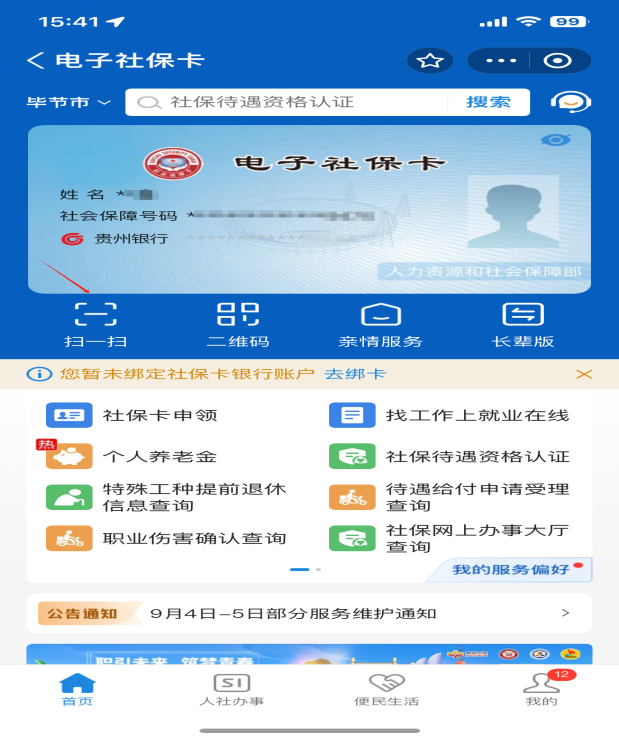 15:41
99
电子社保卡
毕节市
社保待遇资格认证
搜索
电子社保卡
姓名 *
社会保障号码 *
贵州银行 ************
人力资源和社会保障部
扫一扫
二维码
亲情服务
长辈版
您暂未绑定社保卡银行账户 去绑卡
社保卡申领
找工作上就业在线
热
个人养老金
社保待遇资格认证
特殊工种提前退休
信息查询
待遇给付申请受理
查询
职业伤害确认查询
社保网上办事大厅
查询
我的服务偏好
公告通知
9月4日-5日部分服务维护通知
职引未来 筑梦青春
首页
SI
人社办事
便民生活
12
我的